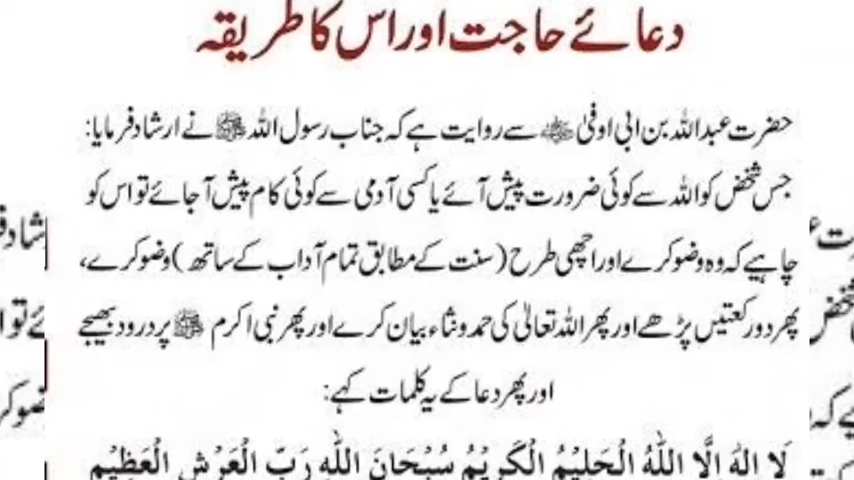 دعائے حاجت اور اس کا طریقہ
حضرت عبداللہ بن ابی اوفیٰ رضی اللہ عنہ سے روایت ہے کہ جناب رسول اللہ ﷺ نے ارشاد فرمایا:
جس شخص کو اللہ سے کوئی ضرورت پیش آئے یا کسی آدمی سے کوئی کام پیش آجائے تو اس کو
چاہیے کہ وہ وضو کرے اور اچھی طرح (سنت کے مطابق تمام آداب کے ساتھ) وضو کرے،
پھر دو رکعتیں پڑھے اور پھر اللہ تعالیٰ کی حمد و ثناء بیان کرے اور پھر نبی اکرم ﷺ پر درود بھیجے
اور پھر دعا کے یہ کلمات کہے:
لَا اِلٰهَ اِلَّا اللّٰهُ الْحَلِيْمُ الْكَرِيْمُ سُبْحَانَ اللّٰهِ رَبِّ الْعَرْشِ الْعَظِيْمِ